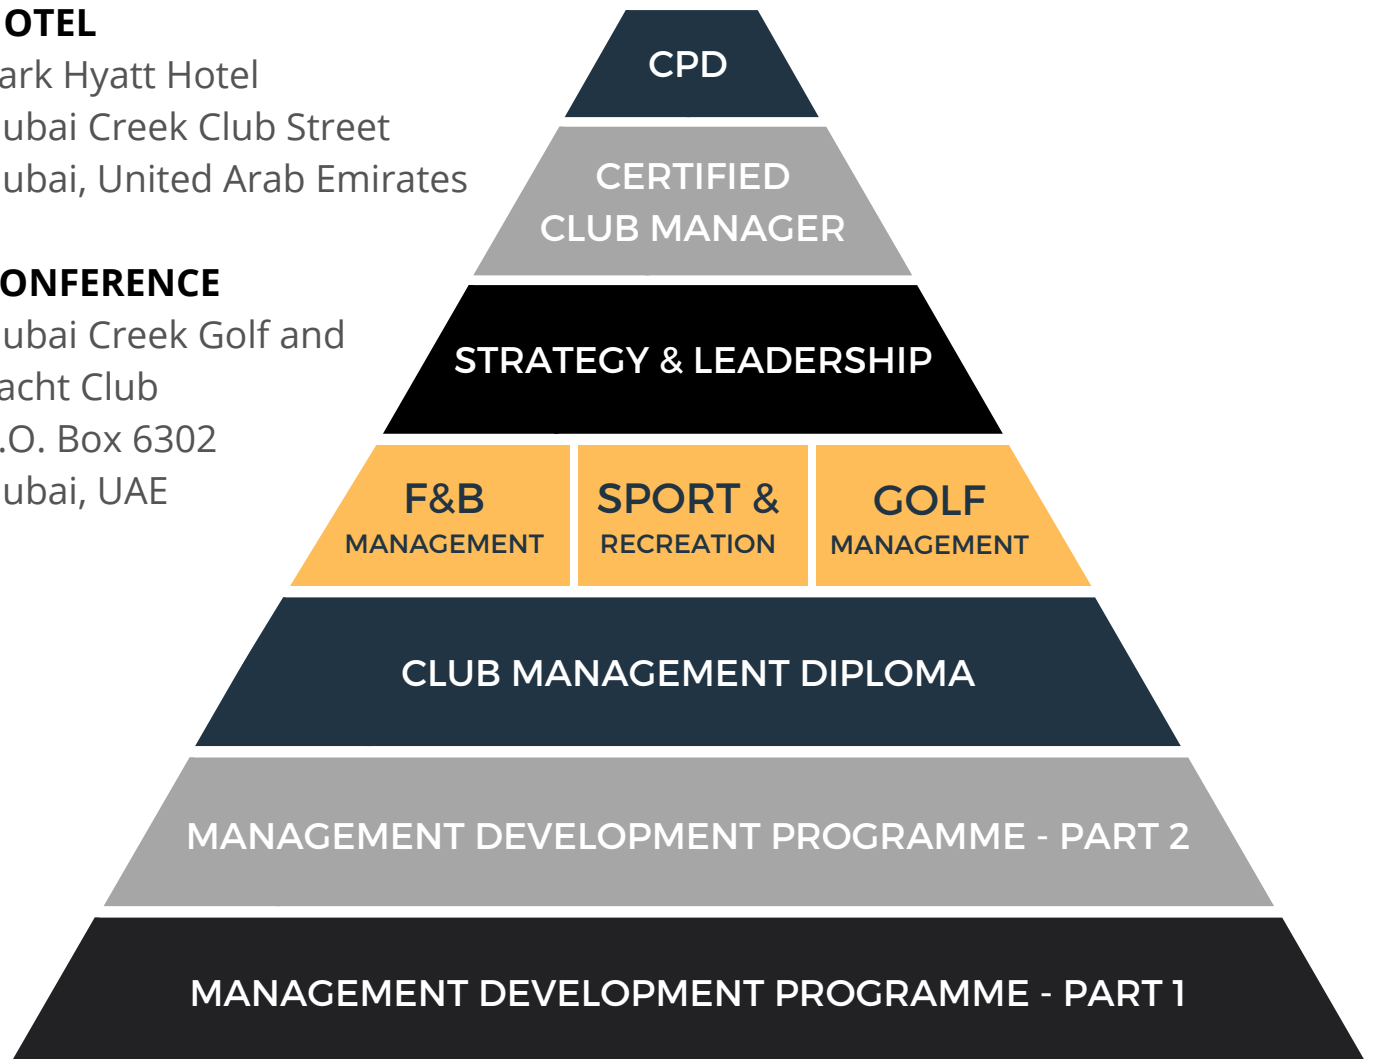 OTEL
ark Hyatt Hotel
ubai Creek Club Street
ubai, United Arab Emirates
ONFERENCE
ubai Creek Golf and
acht Club
.O. Box 6302
ubai, UAE
CPD
CERTIFIED
CLUB MANAGER
STRATEGY & LEADERSHIP
F&B
MANAGEMENT
SPORT &
RECREATION
GOLF
MANAGEMENT
CLUB MANAGEMENT DIPLOMA
MANAGEMENT DEVELOPMENT PROGRAMME - PART 2
MANAGEMENT DEVELOPMENT PROGRAMME - PART 1